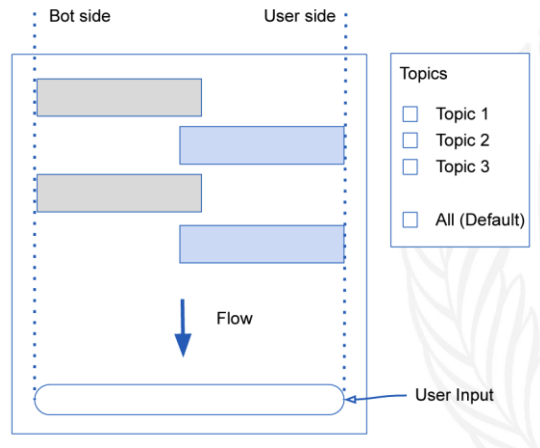 Bot side
User side
Topics
Topic 1
Topic 2
Topic 3
All (Default)
Flow
User Input